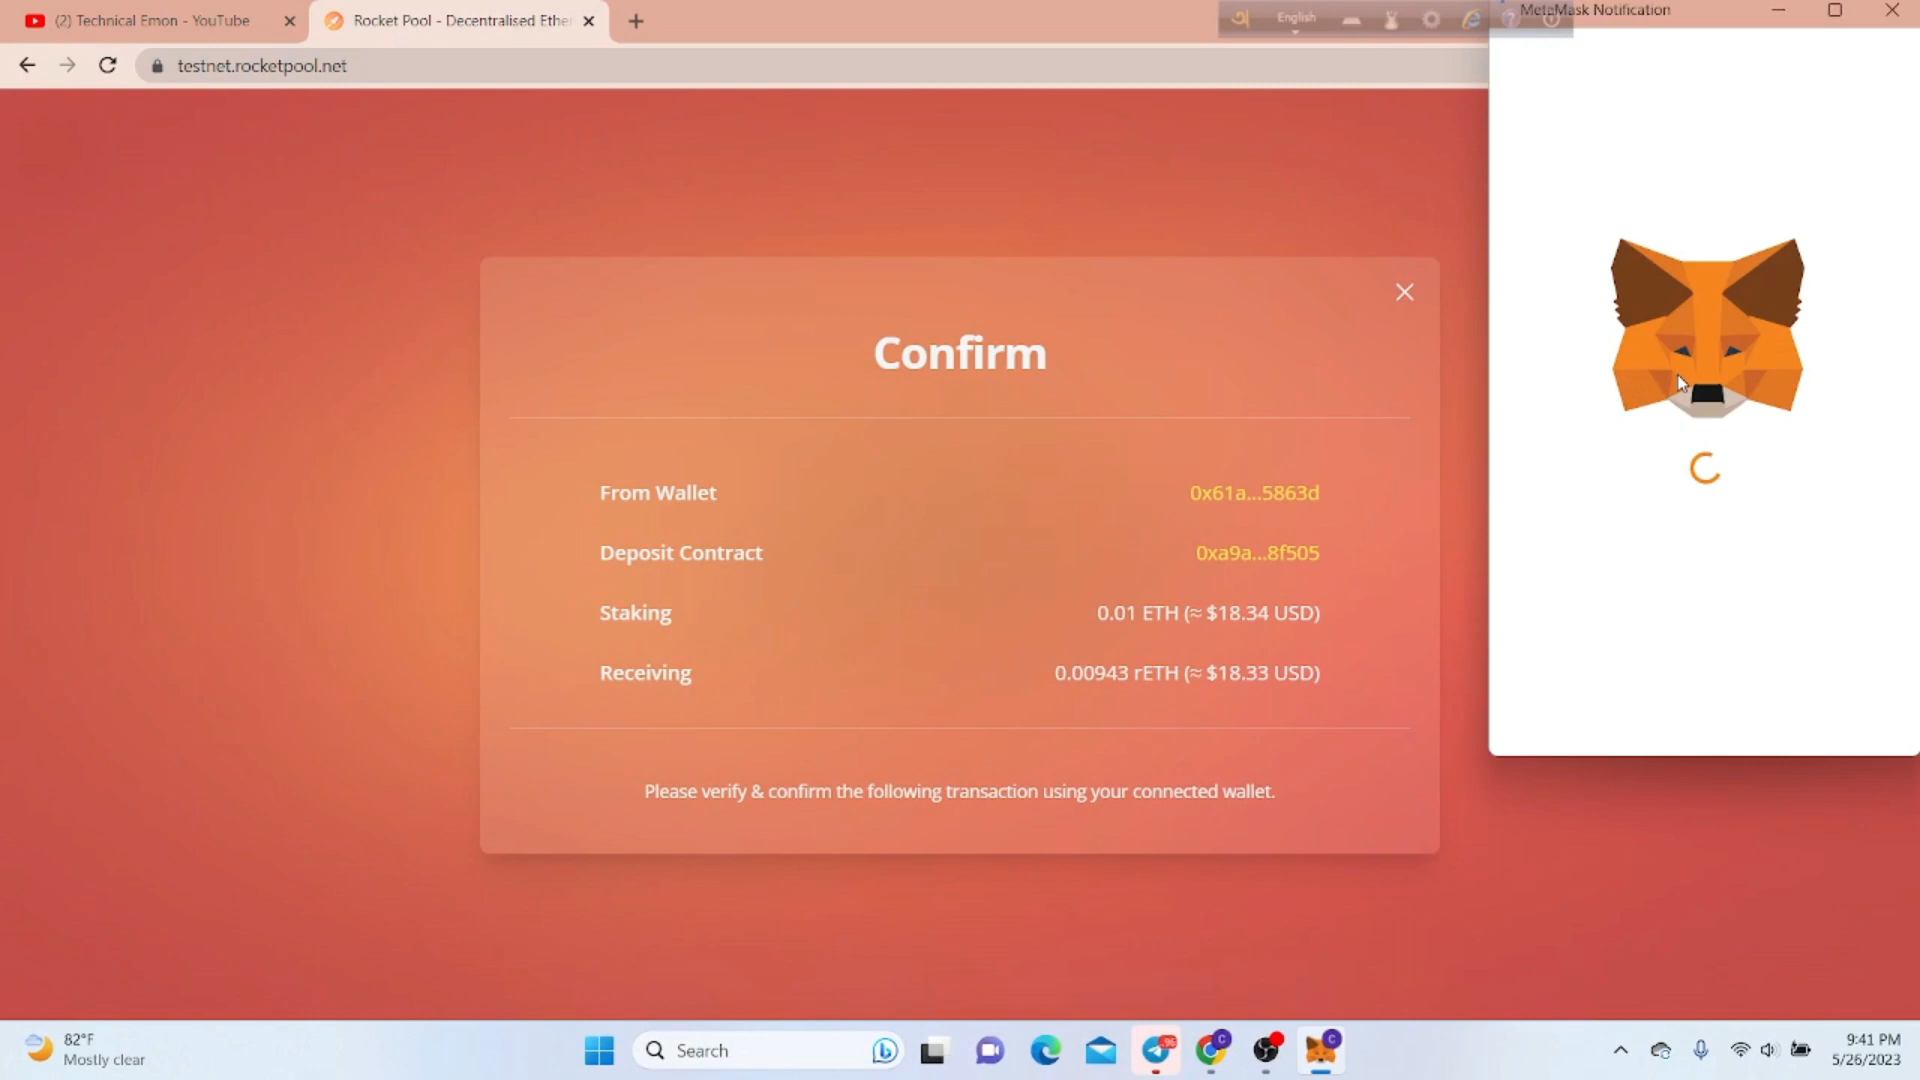 (2) Technical Emon - YouTube
Rocket Pool - Decentralised Ethe
English
MetaMask Notification
testnet.rocketpool.net
Confirm
From Wallet 0x61a...5863d
Deposit Contract 0xa9a...8f505
Staking 0.01 ETH (≈ $18.34 USD)
Receiving 0.00943 rETH (≈ $18.33 USD)
Please verify & confirm the following transaction using your connected wallet.
82°F
Mostly clear
Search
96
C
C
9:41 PM
5/26/2023